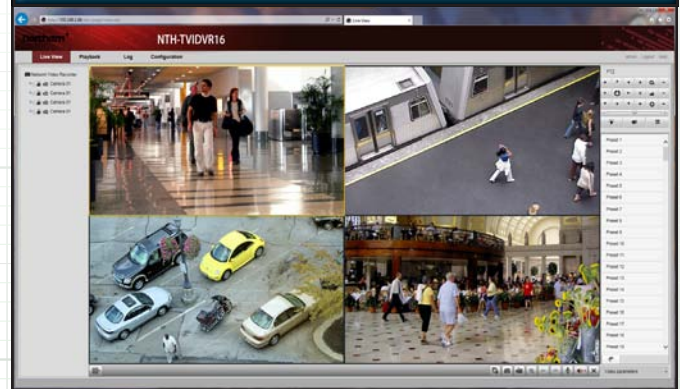 Live View
NTH-TVIDVR16
Live View Playback Log Configuration
Network Video Recorder
Camera 01
Camera 01
Camera 01
Camera 01
PTZ
Preset 1
Preset 2
Preset 3
Preset 4
Preset 5
Preset 6
Preset 7
Preset 8
Preset 9
Preset 10
Preset 11
Preset 12
Preset 13
Preset 14
Preset 15
Preset 16
Preset 17
Preset 18
Video parameters